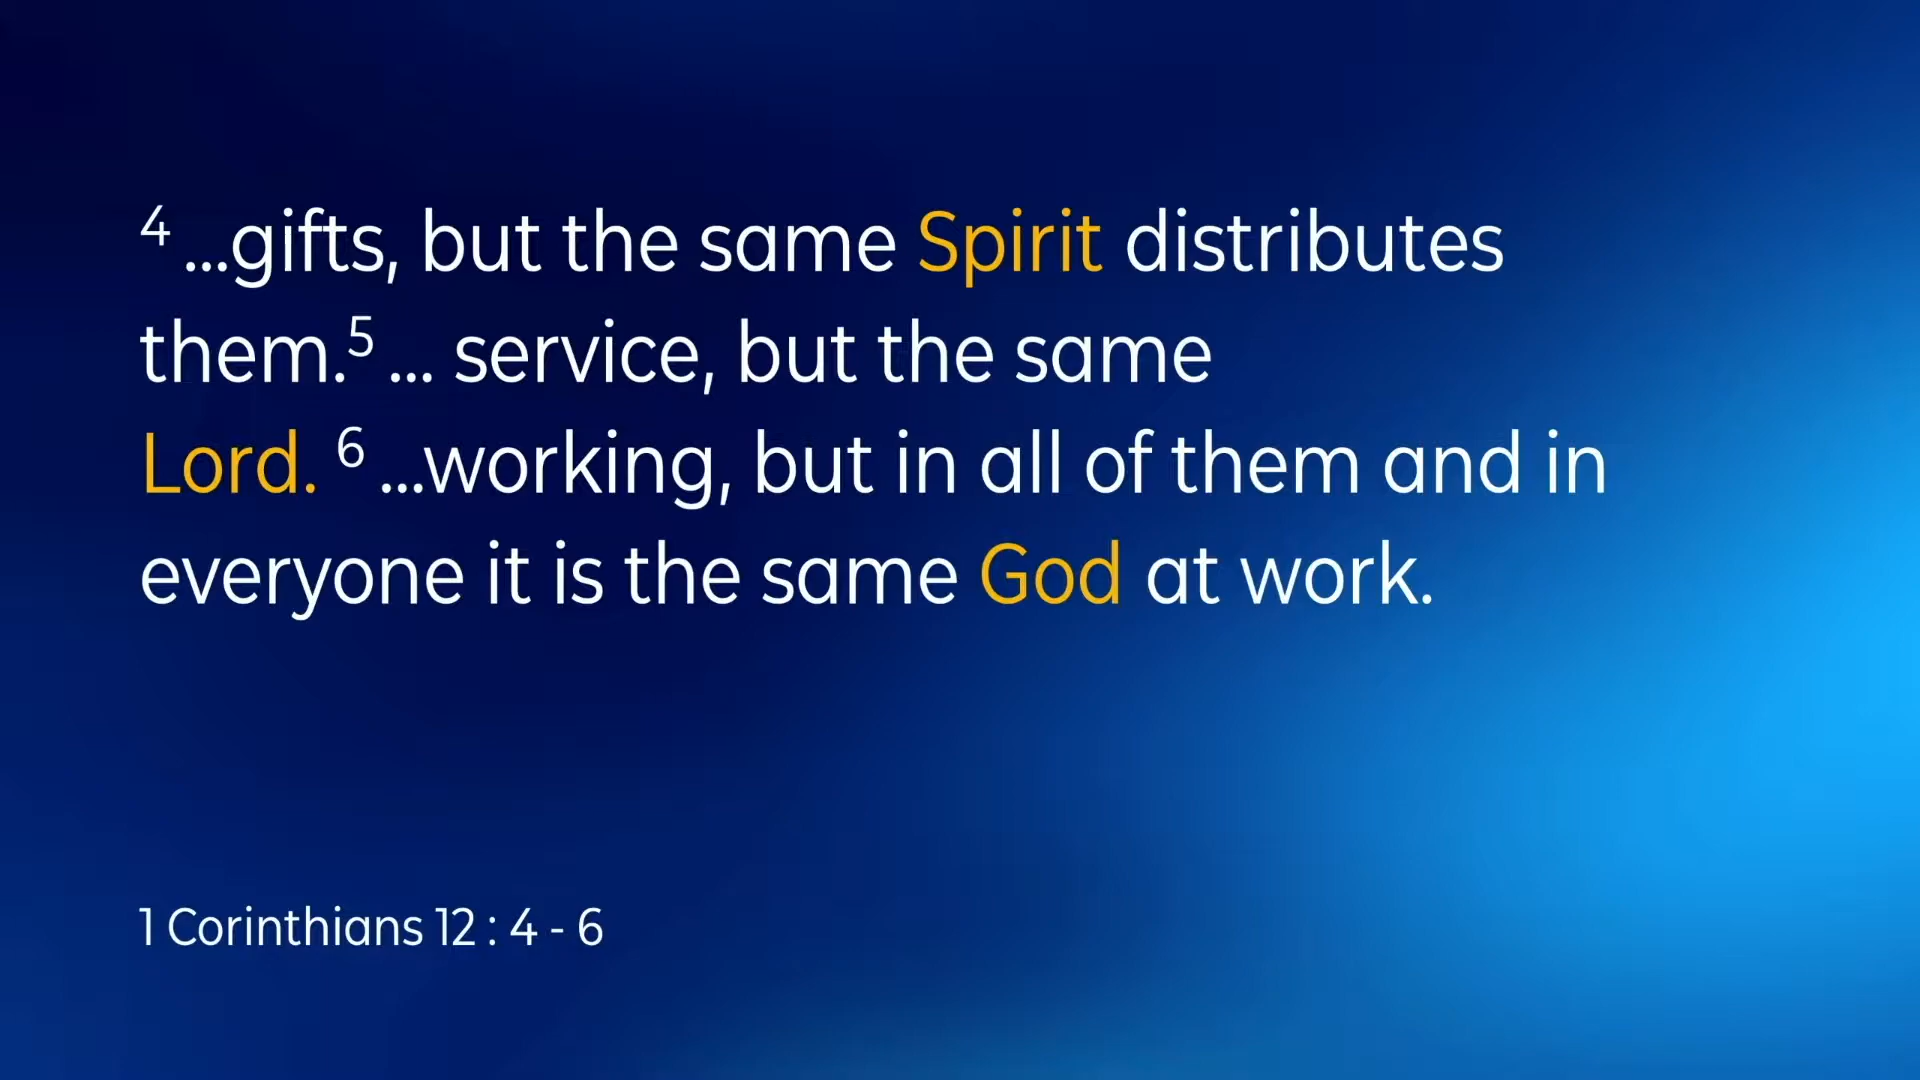 4 ...gifts, but the same Spirit distributes
them.5 ... service, but the same
Lord. 6 ...working, but in all of them and in
everyone it is the same God at work.
1 Corinthians 12 : 4 - 6